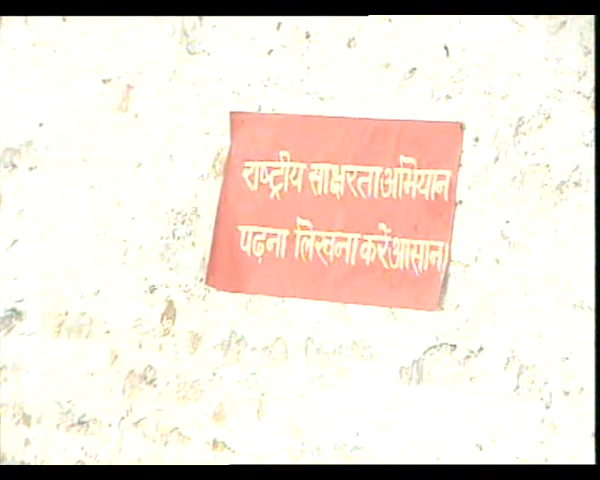 राष्ट्रीय साक्षरता अभियान
पढ़ना लिखना करें आसान